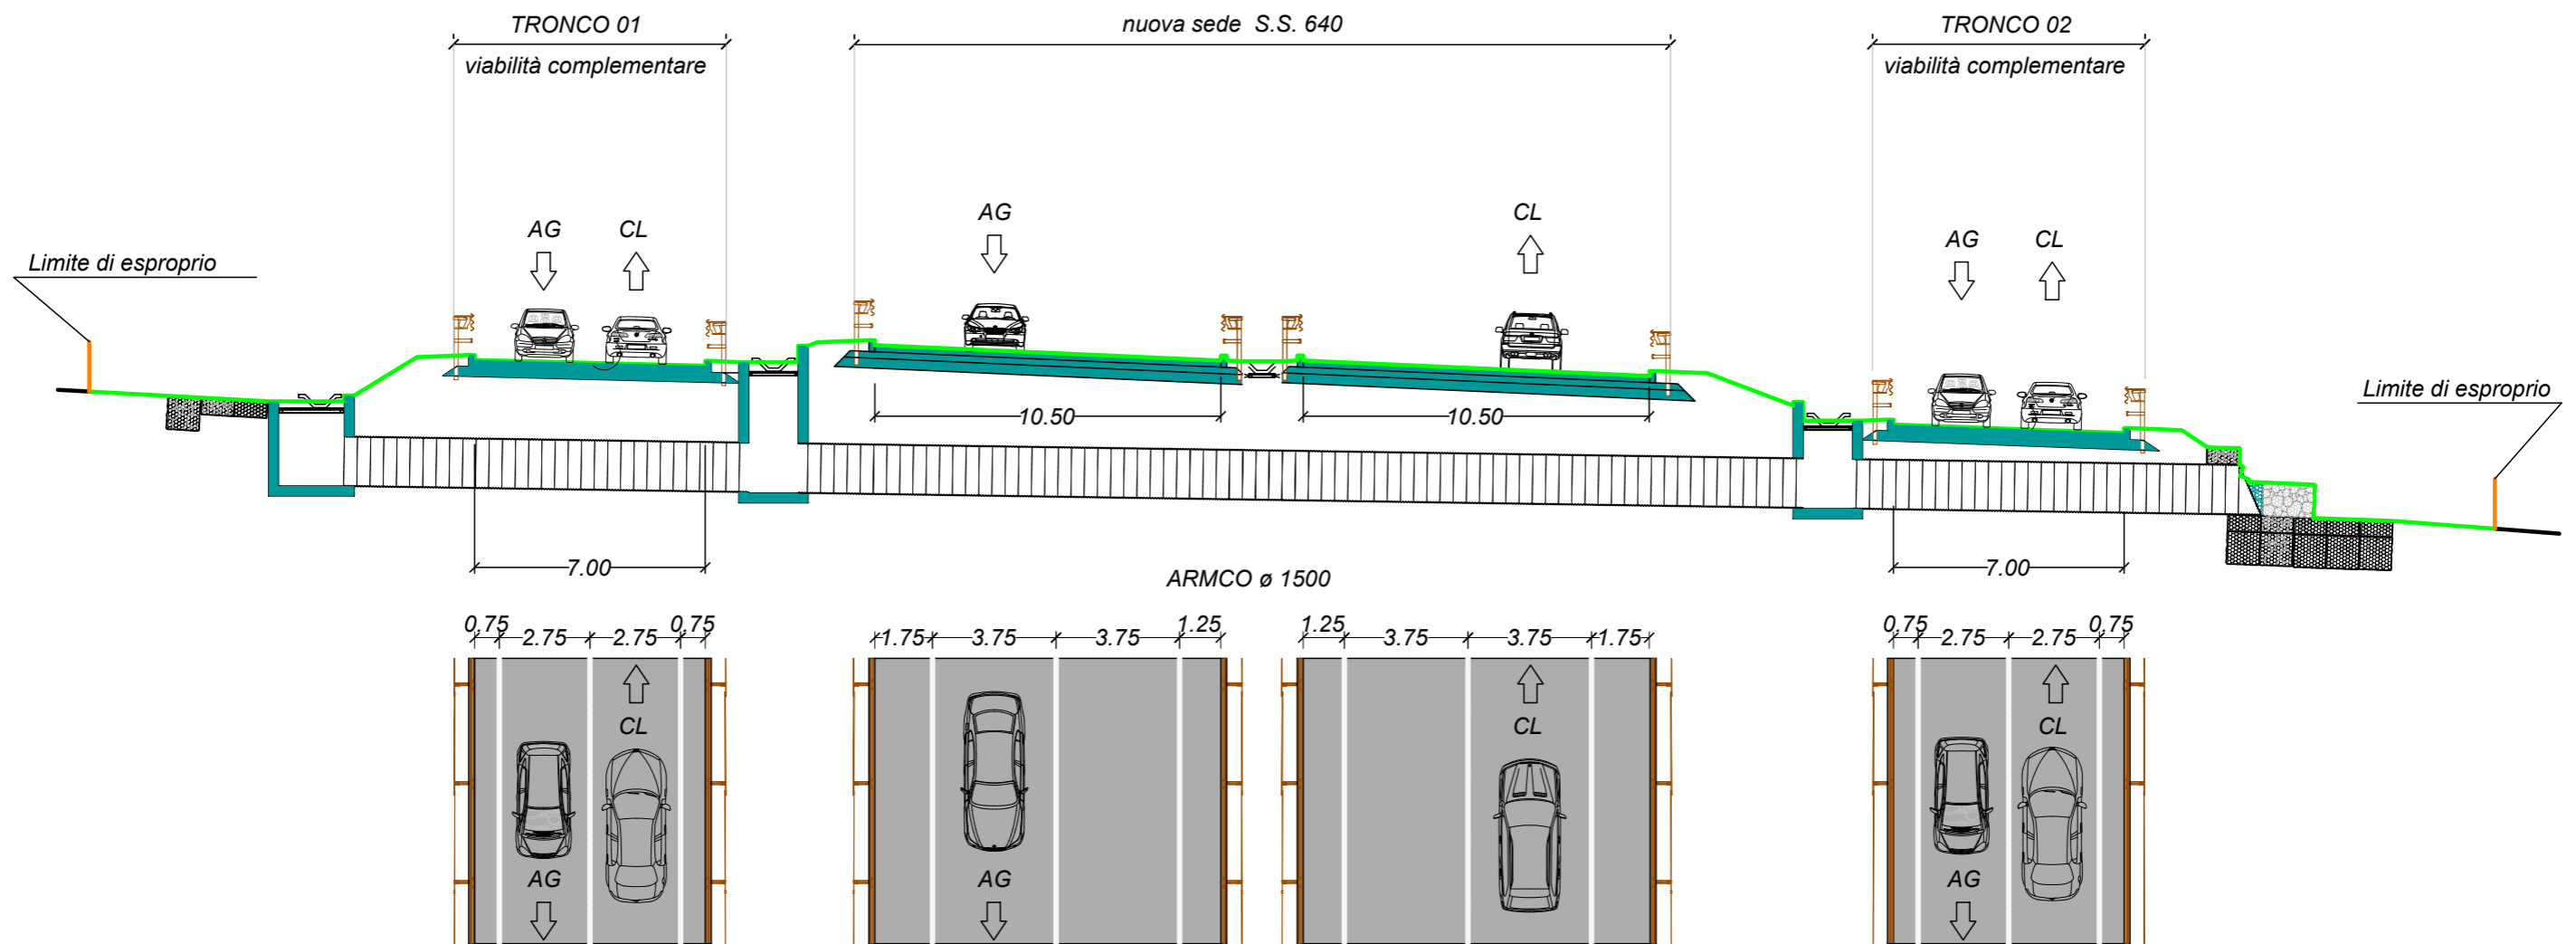 TRONCO 01
nuova sede S.S. 640
TRONCO 02
viabilità complementare
viabilità complementare
AG
CL
AG
CL
AG
CL
Limite di esproprio
Limite di esproprio
10.50
10.50
7.00
7.00
ARMCO ø 1500
0.75 2.75 2.75 0.75
1.75 3.75 3.75 1.25
1.25 3.75 3.75 1.75
0.75 2.75 2.75 0.75
CL
CL
CL
AG
AG
AG